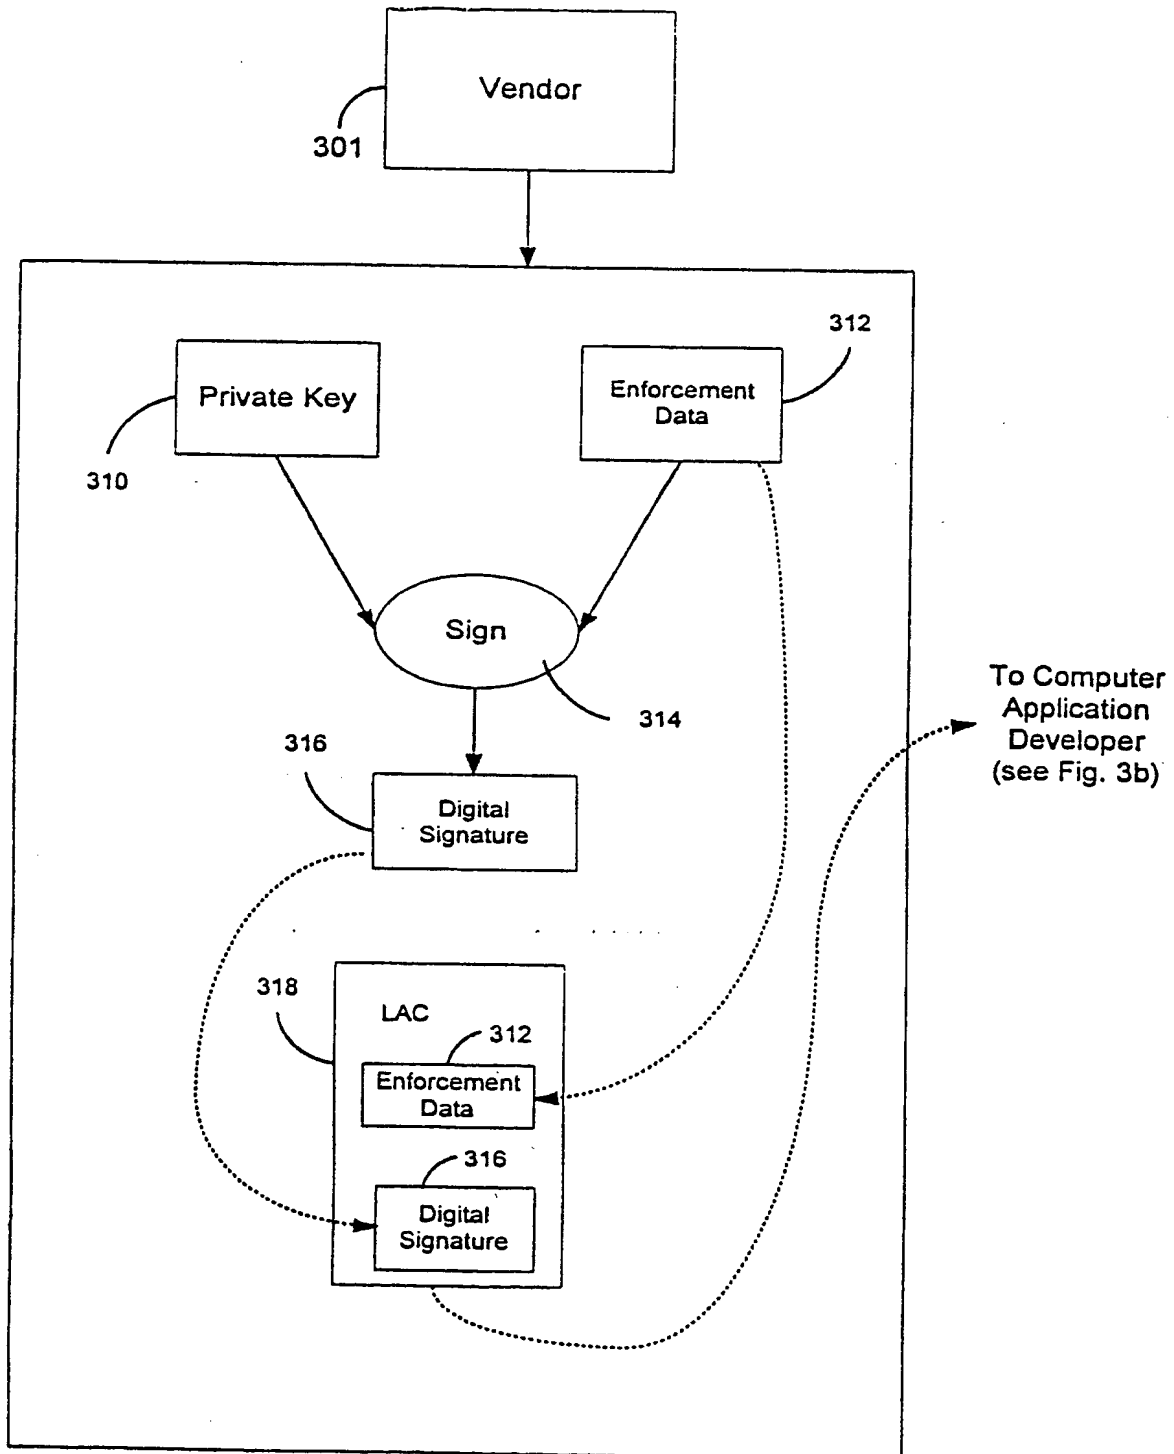 Vendor
301
312
Private Key
Enforcement
Data
310
Sign
314
To Computer
Application
Developer
(see Fig. 3b)
316
Digital
Signature
318
LAC
312
Enforcement
Data
316
Digital
Signature